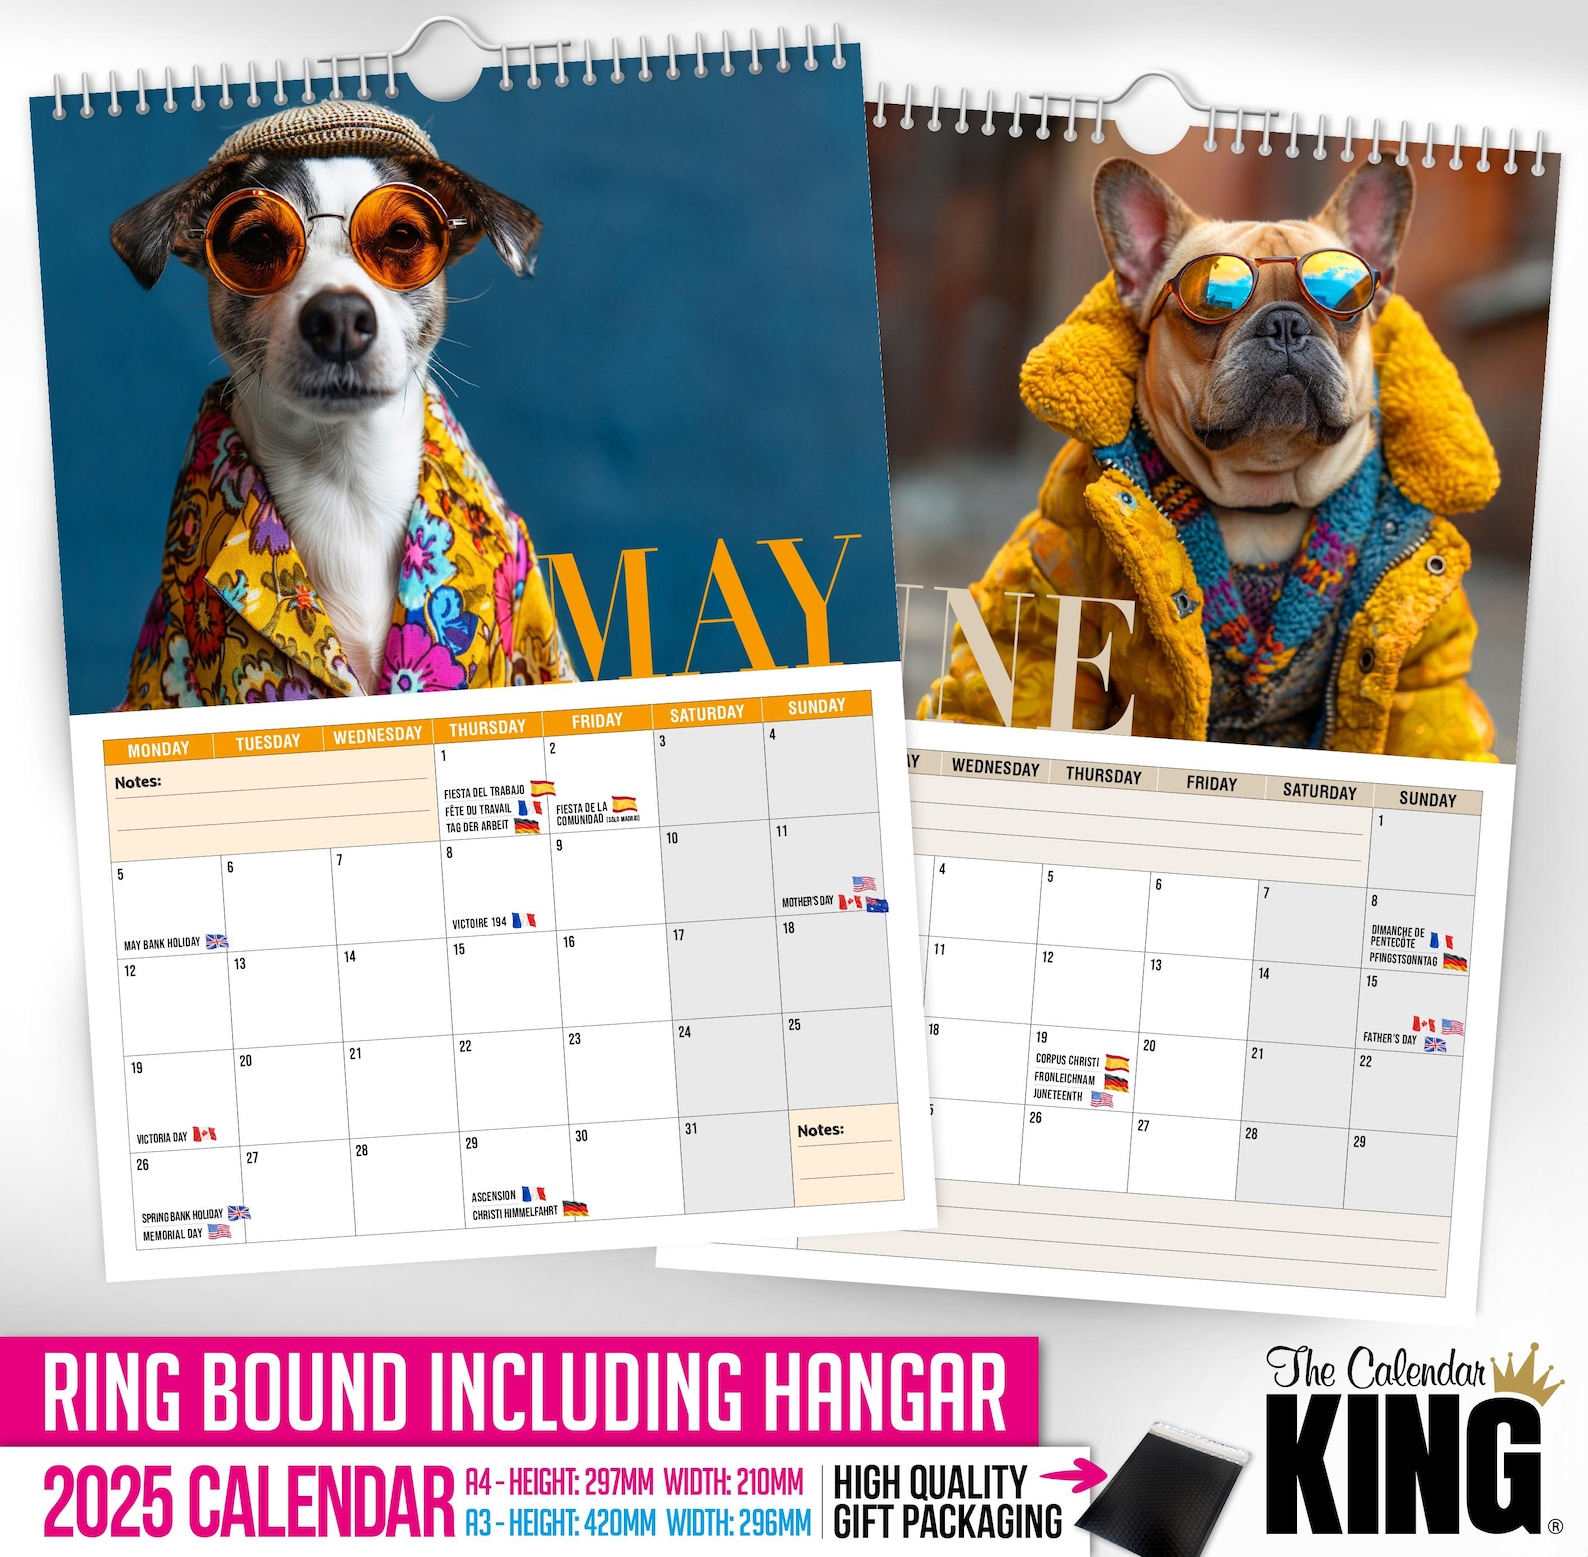 MAY
MONDAY TUESDAY WEDNESDAY THURSDAY FRIDAY SATURDAY SUNDAY
Notes:
1 2 3 4
FIESTA DEL TRABAJO
FÊTE DU TRAVAIL
TAG DER ARBEIT
FIESTA DE LA
COMUNIDAD (SÓLO MADRID)
5 6 7 8 9 10 11
MAY BANK HOLIDAY
VICTOIRE 194
MOTHER'S DAY
12 13 14 15 16 17 18
19 20 21 22 23 24 25
VICTORIA DAY
26 27 28 29 30 31
Notes:
SPRING BANK HOLIDAY
MEMORIAL DAY
ASCENSION
CHRISTI HIMMELFAHRT
UNE
AY WEDNESDAY THURSDAY FRIDAY SATURDAY SUNDAY
1
4 5 6 7 8
DIMANCHE DE
PENTECÔTE
PFINGSTSONNTAG
11 12 13 14 15
FATHER'S DAY
18 19 20 21 22
CORPUS CHRISTI
FRONLEICHNAM
JUNETEENTH
5 26 27 28 29
RING BOUND INCLUDING HANGAR
2025 CALENDAR
A4 - HEIGHT: 297MM WIDTH: 210MM
A3 - HEIGHT: 420MM WIDTH: 296MM
HIGH QUALITY
GIFT PACKAGING
The Calendar
KING®